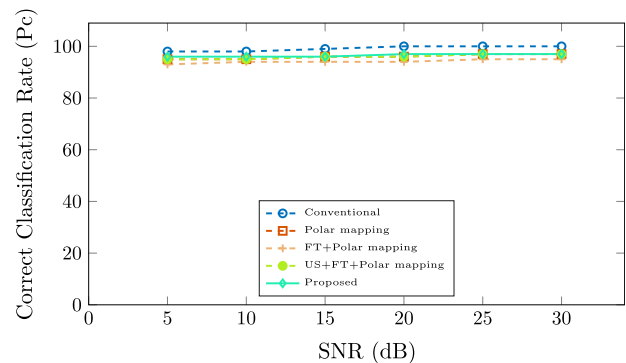 Correct Classification Rate (Pc)
100
80
60
40
20
0
0 5 10 15 20 25 30
SNR (dB)
Conventional
Polar mapping
FT+Polar mapping
US+FT+Polar mapping
Proposed